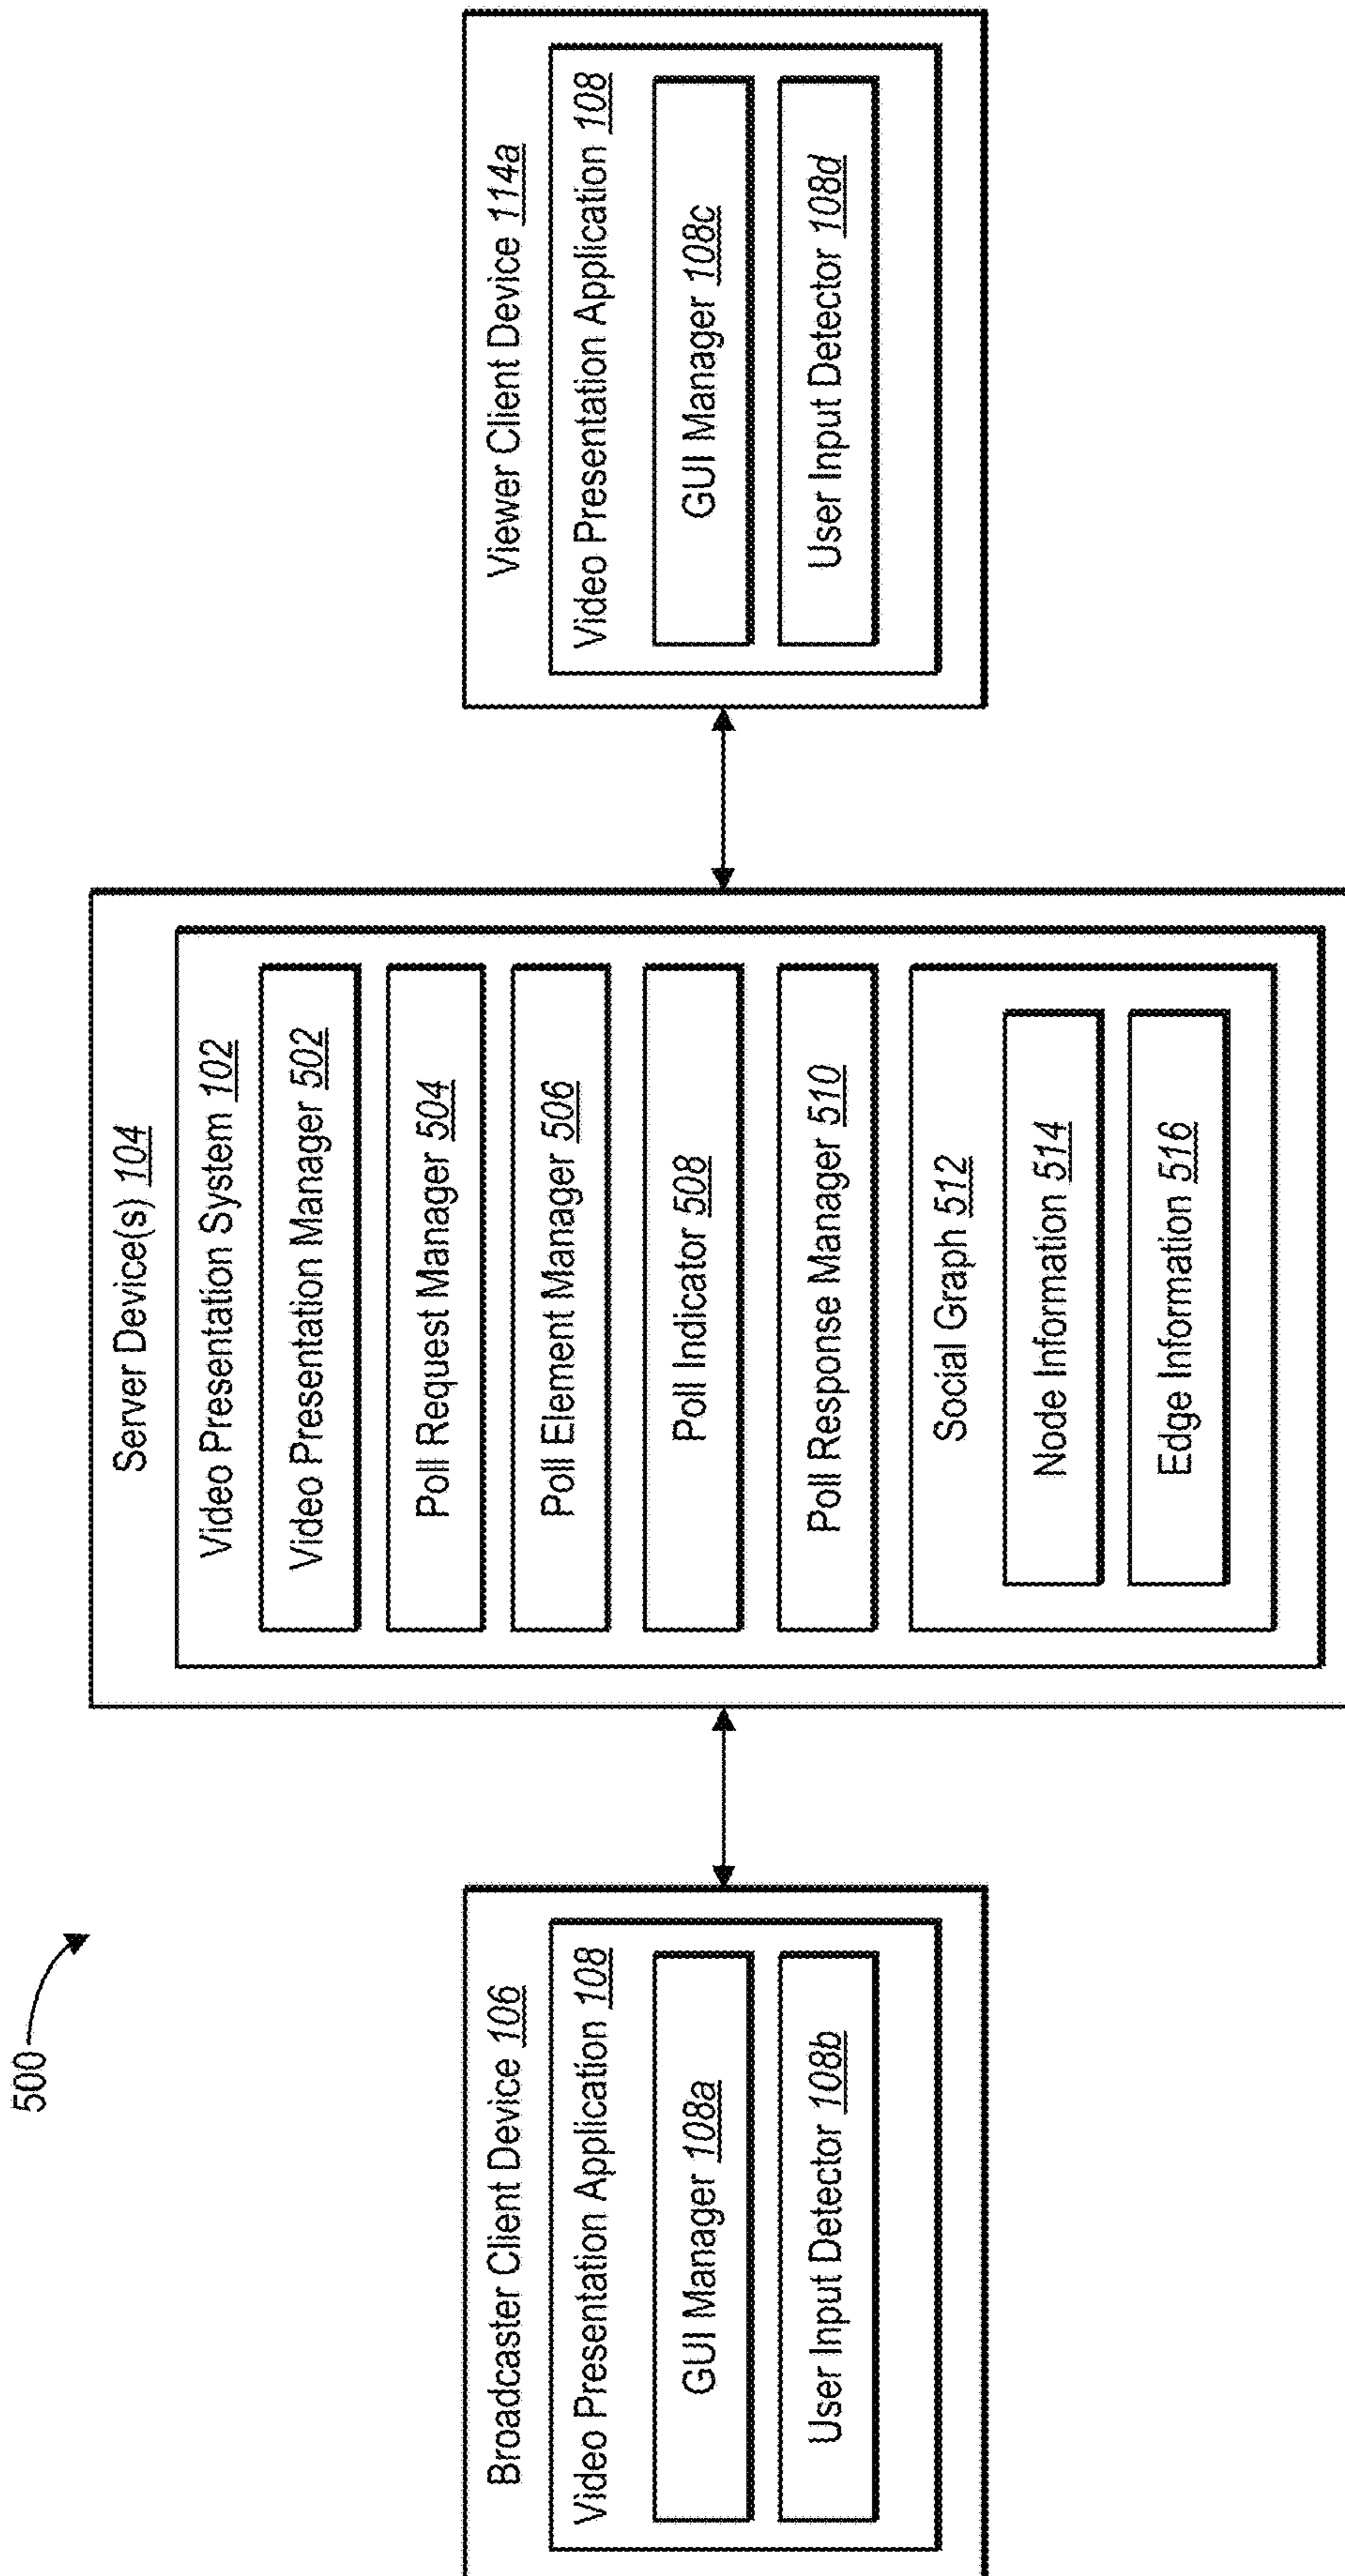 500
Broadcaster Client Device 106
Video Presentation Application 108
GUI Manager 108a
User Input Detector 108b
Server Device(s) 104
Video Presentation System 102
Video Presentation Manager 502
Poll Request Manager 504
Poll Element Manager 506
Poll Indicator 508
Poll Response Manager 510
Social Graph 512
Node Information 514
Edge Information 516
Viewer Client Device 114a
Video Presentation Application 108
GUI Manager 108c
User Input Detector 108d